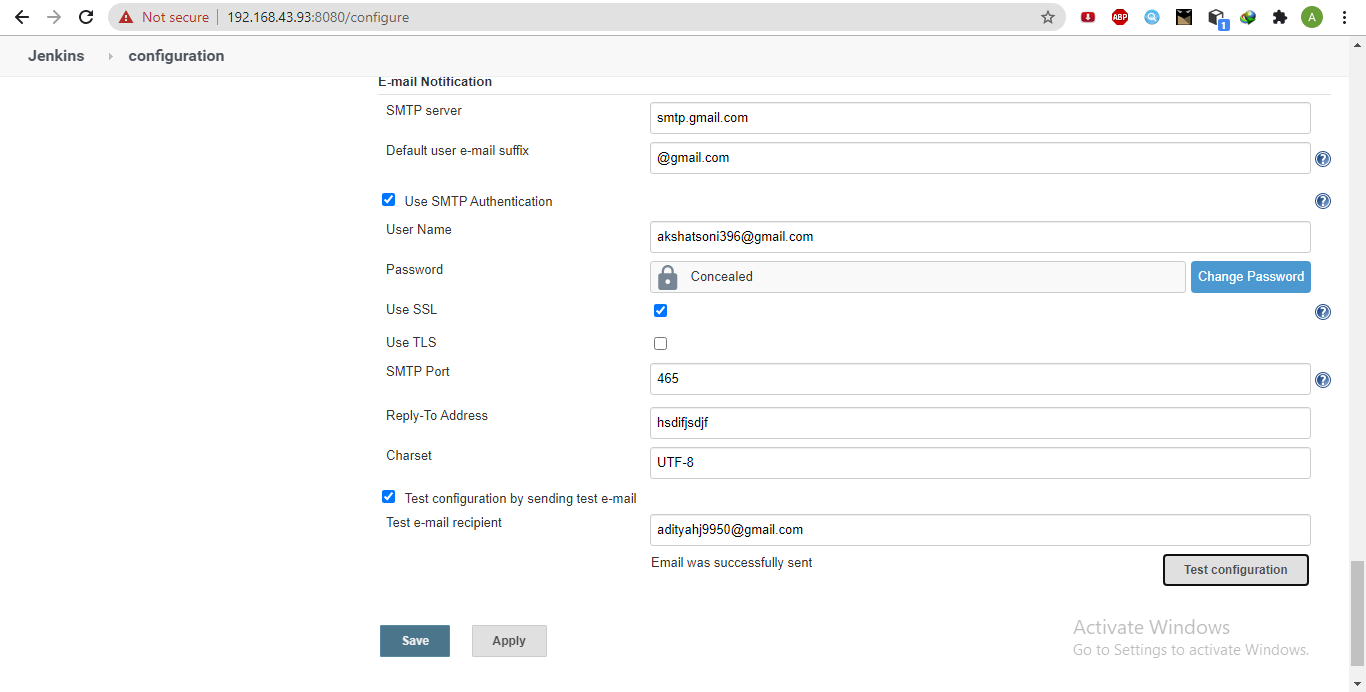 Not secure 192.168.43.93:8080/configure
ABP
1
A
Jenkins configuration
E-mail Notification
SMTP server smtp.gmail.com
Default user e-mail suffix @gmail.com ?
Use SMTP Authentication ?
User Name akshatsoni396@gmail.com
Password Concealed Change Password
Use SSL ?
Use TLS
SMTP Port 465 ?
Reply-To Address hsdifjsdjf
Charset UTF-8
Test configuration by sending test e-mail
Test e-mail recipient adityahj9950@gmail.com
Email was successfully sent Test configuration
Save Apply
Activate Windows
Go to Settings to activate Windows.